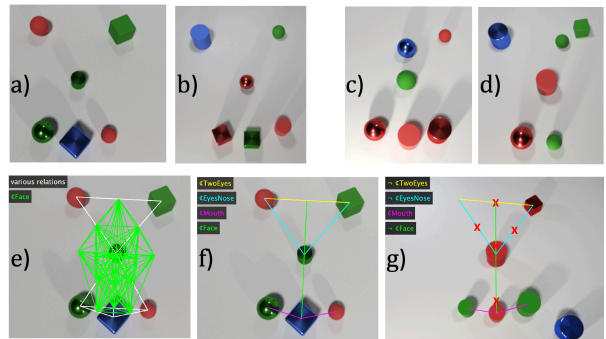 a)
b)
c)
d)
various relations
¢Face
e)
¢TwoEyes
¢EyesNose
¢Mouth
¢Face
f)
¬ ¢TwoEyes
¬ ¢EyesNose
¢Mouth
¬ ¢Face
g)
X
X
X
X